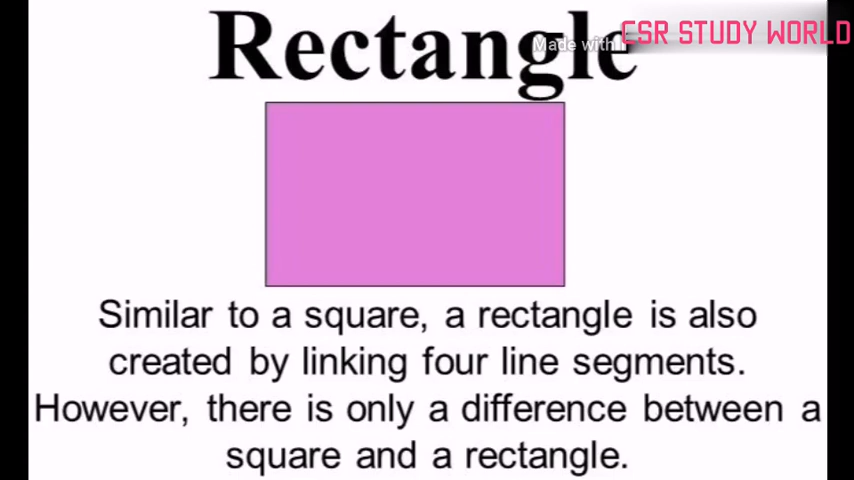 Rectangle
Made with
CSR STUDY WORLD
Similar to a square, a rectangle is also
created by linking four line segments.
However, there is only a difference between a
square and a rectangle.